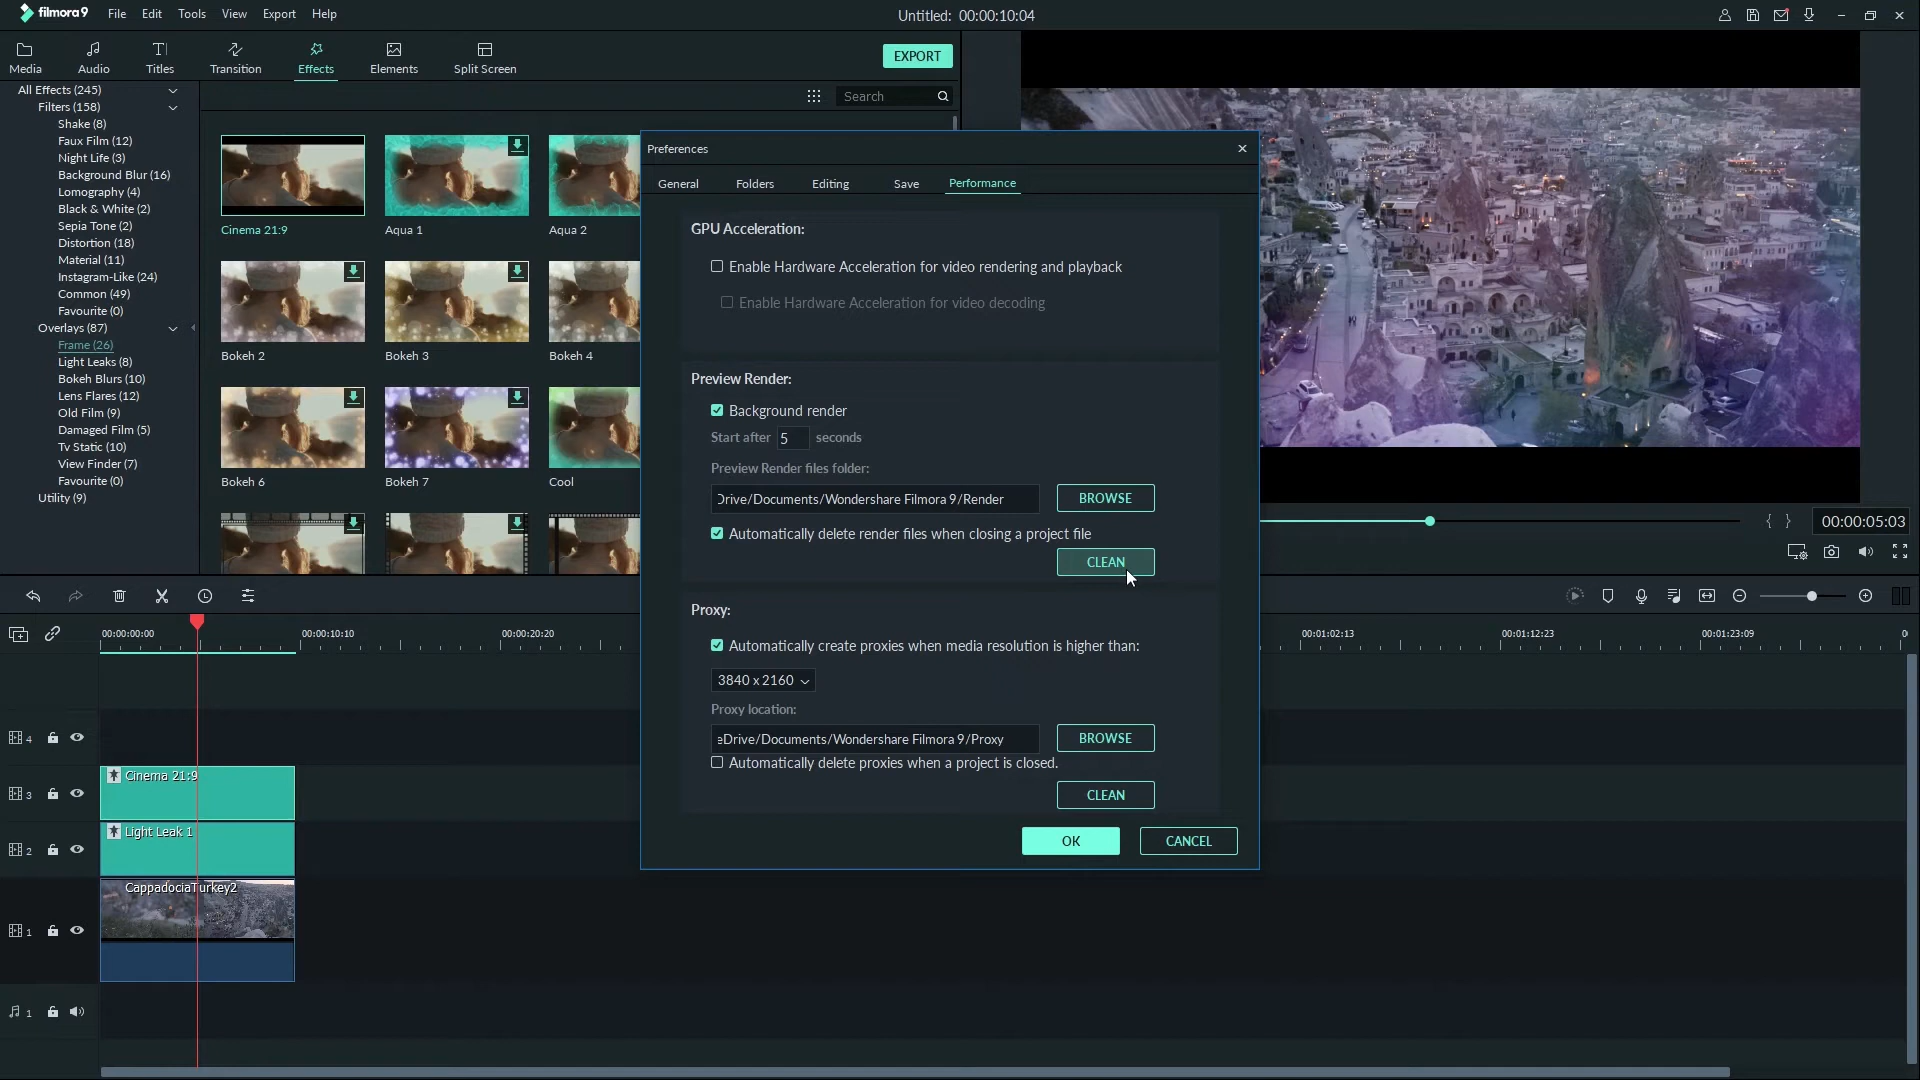 filmora9
File Edit Tools View Export Help
Untitled: 00:00:10:04
Media
Audio
Titles
Transition
Effects
Elements
Split Screen
EXPORT
All Effects (245)
Filters (158)
Shake (8)
Faux Film (12)
Night Life (3)
Background Blur (16)
Lomography (4)
Black & White (2)
Sepia Tone (2)
Distortion (18)
Material (11)
Instagram-Like (24)
Common (49)
Favourite (0)
Overlays (87)
Frame (26)
Light Leaks (8)
Bokeh Blurs (10)
Lens Flares (12)
Old Film (9)
Damaged Film (5)
Tv Static (10)
View Finder (7)
Favourite (0)
Utility (9)
Search
Cinema 21:9
Aqua 1
Aqua 2
Bokeh 2
Bokeh 3
Bokeh 4
Bokeh 6
Bokeh 7
Cool
Preferences
General
Folders
Editing
Save
Performance
GPU Acceleration:
Enable Hardware Acceleration for video rendering and playback
Enable Hardware Acceleration for video decoding
Preview Render:
Background render
Start after 5 seconds
Preview Render files folder:
Drive/Documents/Wondershare Filmora 9/Render
BROWSE
Automatically delete render files when closing a project file
CLEAN
Proxy:
Automatically create proxies when media resolution is higher than:
3840 x 2160
Proxy location:
eDrive/Documents/Wondershare Filmora 9/Proxy
BROWSE
Automatically delete proxies when a project is closed.
CLEAN
OK
CANCEL
{ }
00:00:05:03
00:00:00:00
00:00:10:10
00:00:20:20
00:01:02:13
00:01:12:23
00:01:23:09
0
4
3
Cinema 21:9
2
Light Leak 1
CappadociaTurkey2
1
1